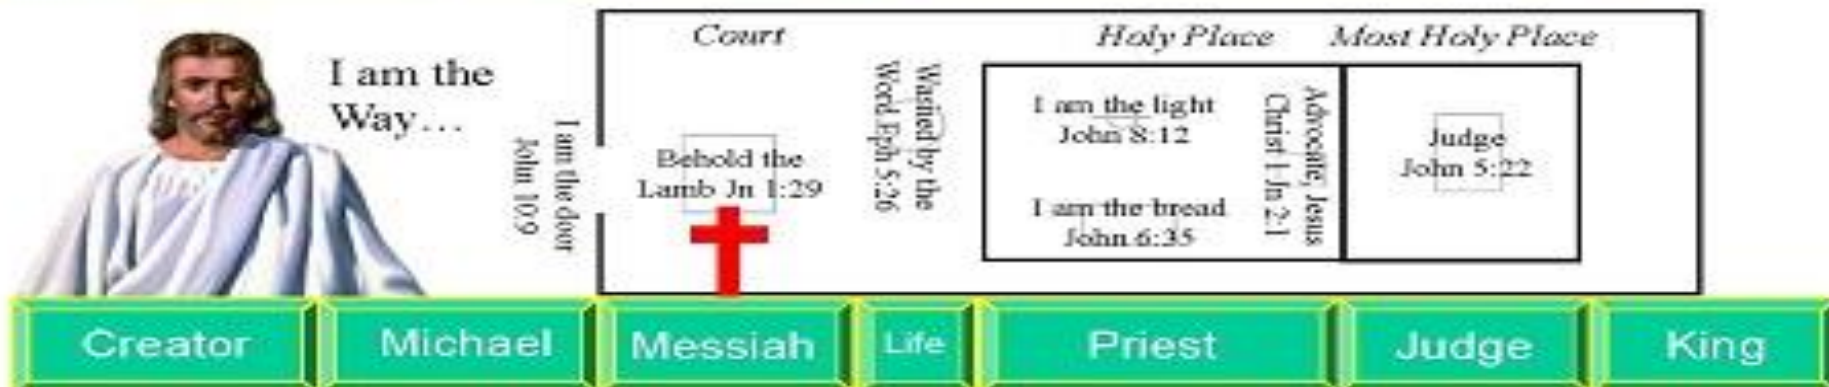 I am the
Way…
I am the door
John 10:9
Court
Behold the
Lamb Jn 1:29
Washed by the
Word Eph 5:26
Holy Place
I am the light
John 8:12
I am the bread
John 6:35
Advocate, Jesus
Christ 1 Jn 2:1
Most Holy Place
Judge
John 5:22
Creator
Michael
Messiah
Life
Priest
Judge
King